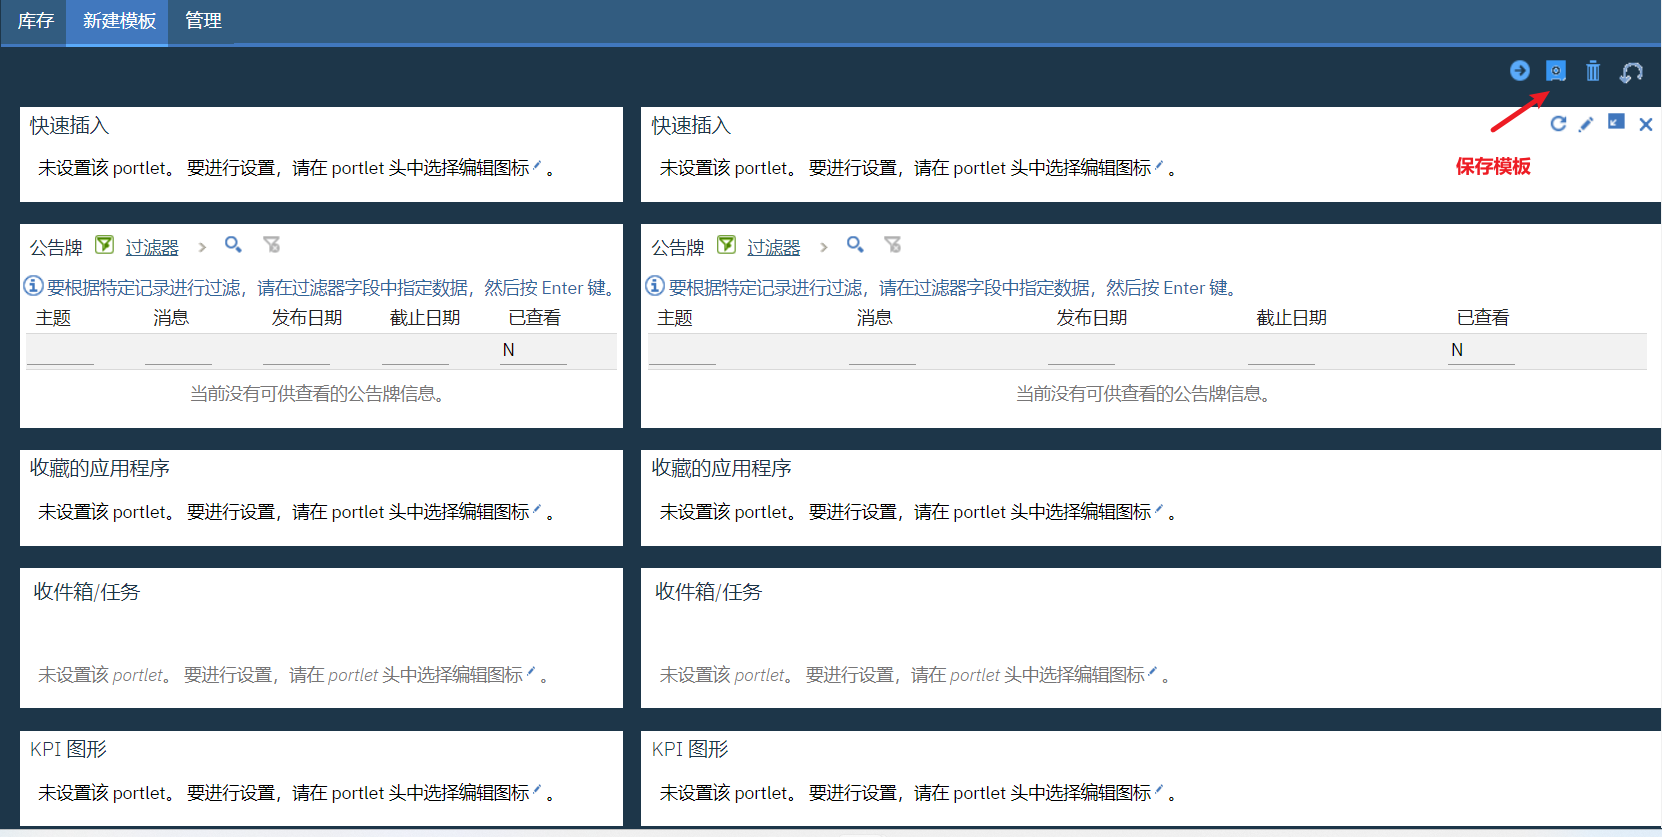 库存 新建模板 管理
快速插入
未设置该 portlet。 要进行设置，请在 portlet 头中选择编辑图标 。
快速插入
未设置该 portlet。 要进行设置，请在 portlet 头中选择编辑图标 。
保存模板
公告牌 过滤器
要根据特定记录进行过滤，请在过滤器字段中指定数据，然后按 Enter 键。
主题 消息 发布日期 截止日期 已查看
N
当前没有可供查看的公告牌信息。
公告牌 过滤器
要根据特定记录进行过滤，请在过滤器字段中指定数据，然后按 Enter 键。
主题 消息 发布日期 截止日期 已查看
N
当前没有可供查看的公告牌信息。
收藏的应用程序
未设置该 portlet。 要进行设置，请在 portlet 头中选择编辑图标 。
收藏的应用程序
未设置该 portlet。 要进行设置，请在 portlet 头中选择编辑图标 。
收件箱/任务
未设置该 portlet。 要进行设置，请在 portlet 头中选择编辑图标 。
收件箱/任务
未设置该 portlet。 要进行设置，请在 portlet 头中选择编辑图标 。
KPI 图形
未设置该 portlet。 要进行设置，请在 portlet 头中选择编辑图标 。
KPI 图形
未设置该 portlet。 要进行设置，请在 portlet 头中选择编辑图标 。